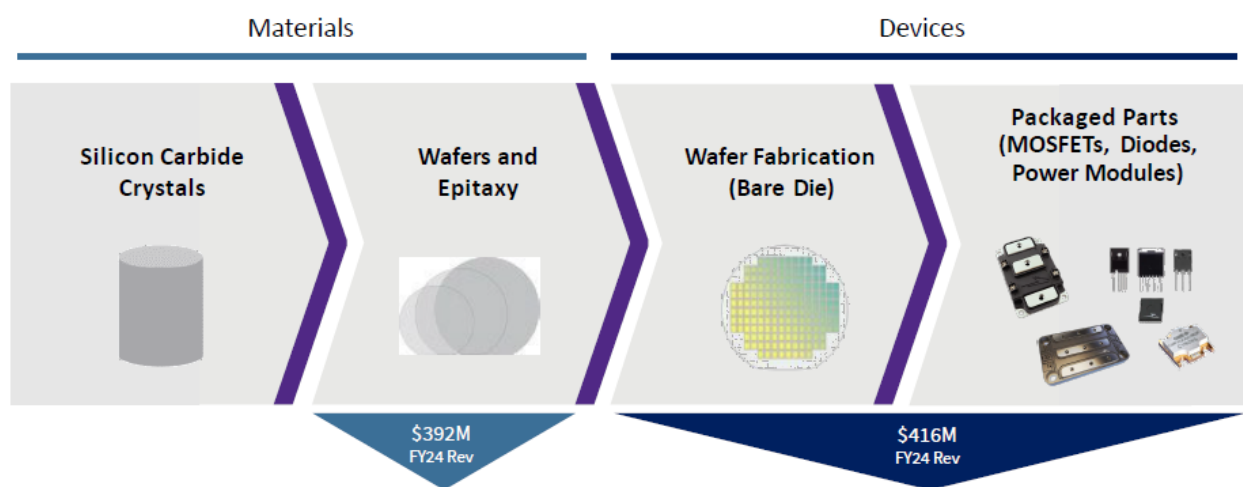 Materials
Devices
Silicon Carbide
Crystals
Wafers and
Epitaxy
Wafer Fabrication
(Bare Die)
Packaged Parts
(MOSFETs, Diodes,
Power Modules)
$392M
FY24 Rev
$416M
FY24 Rev